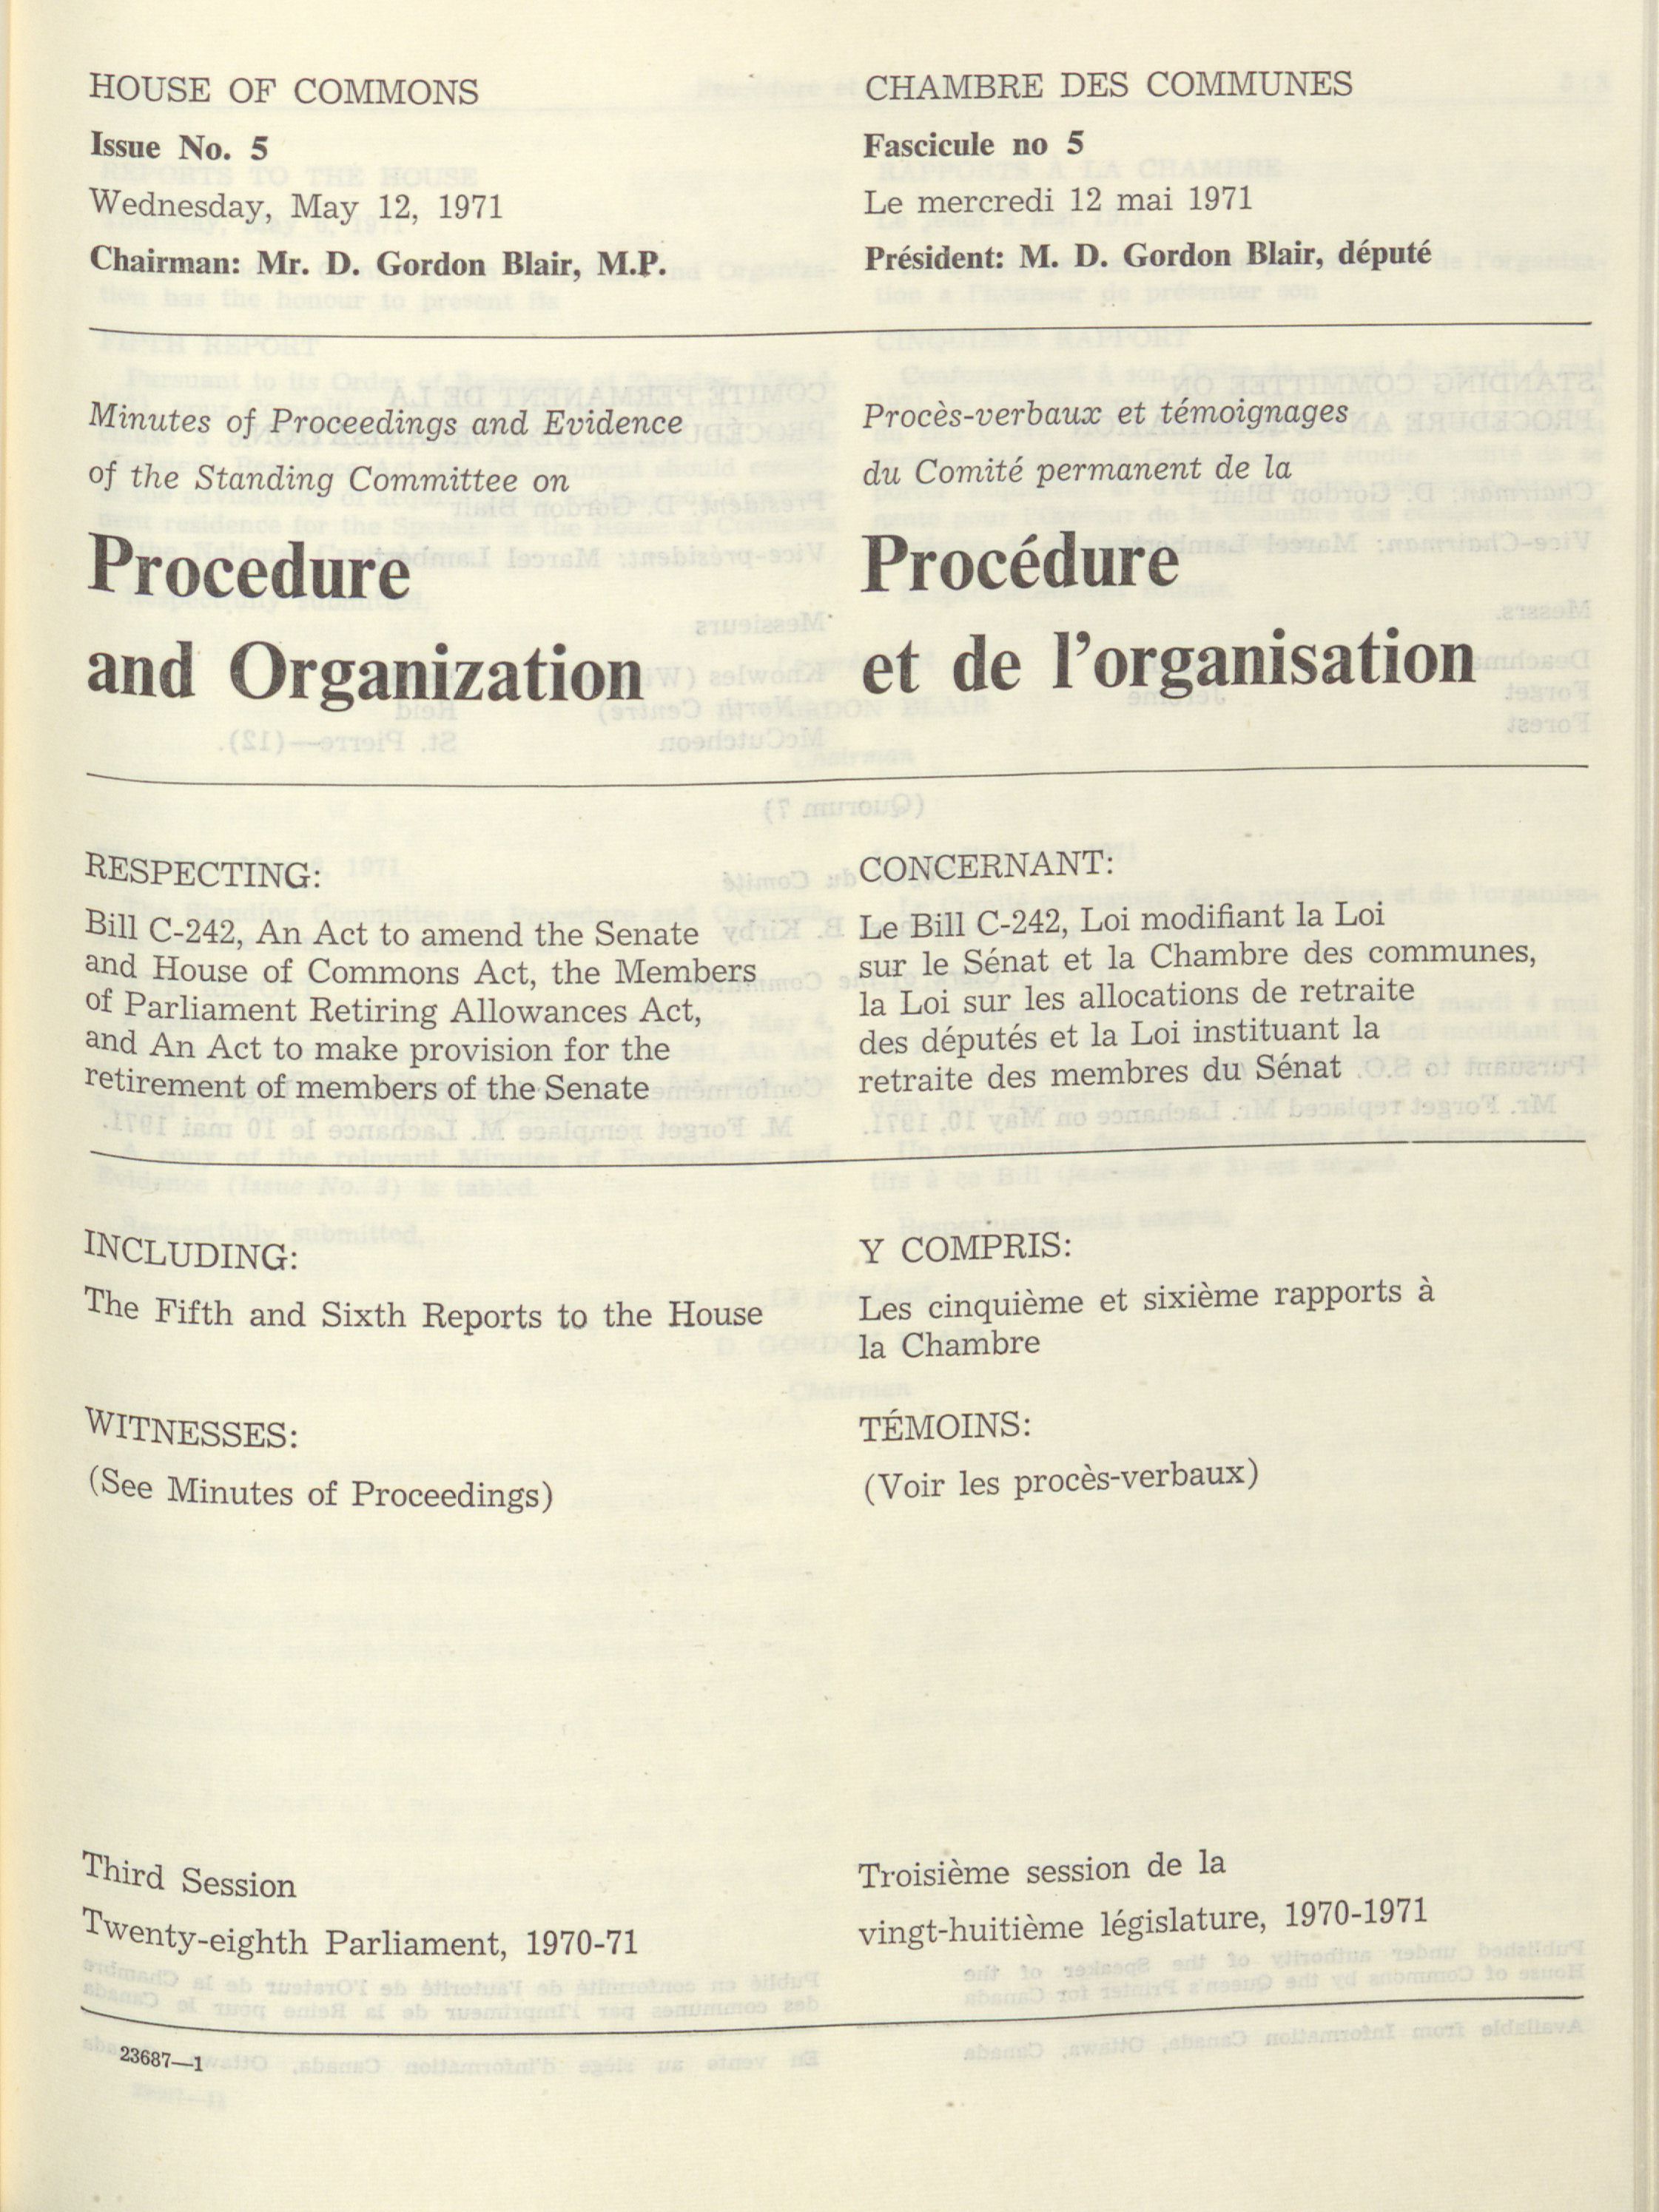 HOUSE OF COMMONS
Issue No. 5
Wednesday, May 12, 1971
Chairman: Mr. D. Gordon Blair, M.P.
CHAMBRE DES COMMUNES
Fascicule no 5
Le mercredi 12 mai 1971
Président: M. D. Gordon Blair, député
Minutes of Proceedings and Evidence
of the Standing Committee on
Procedure
and Organization
Procès-verbaux et témoignages
du Comité permanent de la
Procédure
et de l'organisation
RESPECTING:
Bill C-242, An Act to amend the Senate
and House of Commons Act, the Members
of Parliament Retiring Allowances Act,
and An Act to make provision for the
retirement of members of the Senate
CONCERNANT:
Le Bill C-242, Loi modifiant la Loi
sur le Sénat et la Chambre des communes,
la Loi sur les allocations de retraite
des députés et la Loi instituant la
retraite des membres du Sénat
INCLUDING:
The Fifth and Sixth Reports to the House
Y COMPRIS:
Les cinquième et sixième rapports à
la Chambre
WITNESSES:
(See Minutes of Proceedings)
TÉMOINS:
(Voir les procès-verbaux)
Third Session
Twenty-eighth Parliament, 1970-71
Troisième session de la
vingt-huitième législature, 1970-1971
23687—1